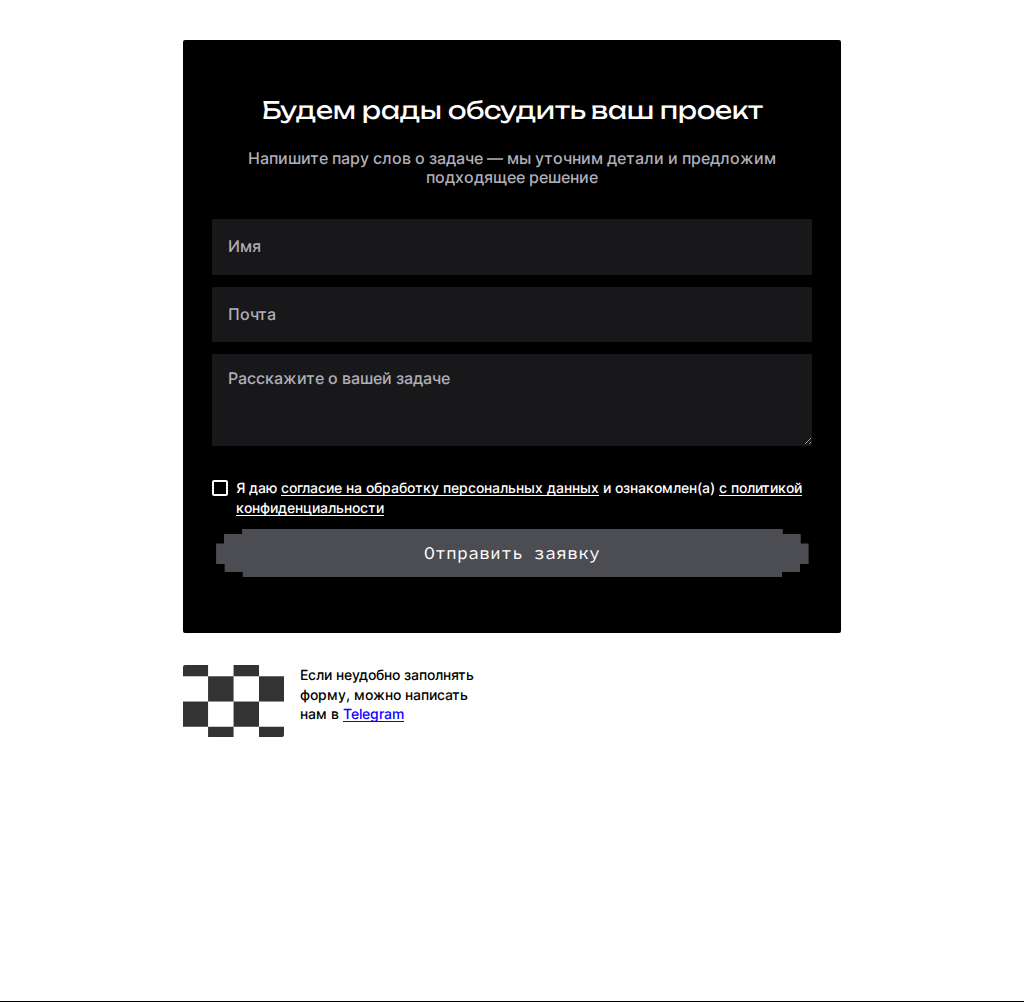 Будем рады обсудить ваш проект
Напишите пару слов о задаче — мы уточним детали и предложим
подходящее решение
Имя
Почта
Расскажите о вашей задаче
Я даю согласие на обработку персональных данных и ознакомлен(а) с политикой
конфиденциальности
Отправить заявку
Если неудобно заполнять
форму, можно написать
нам в Telegram